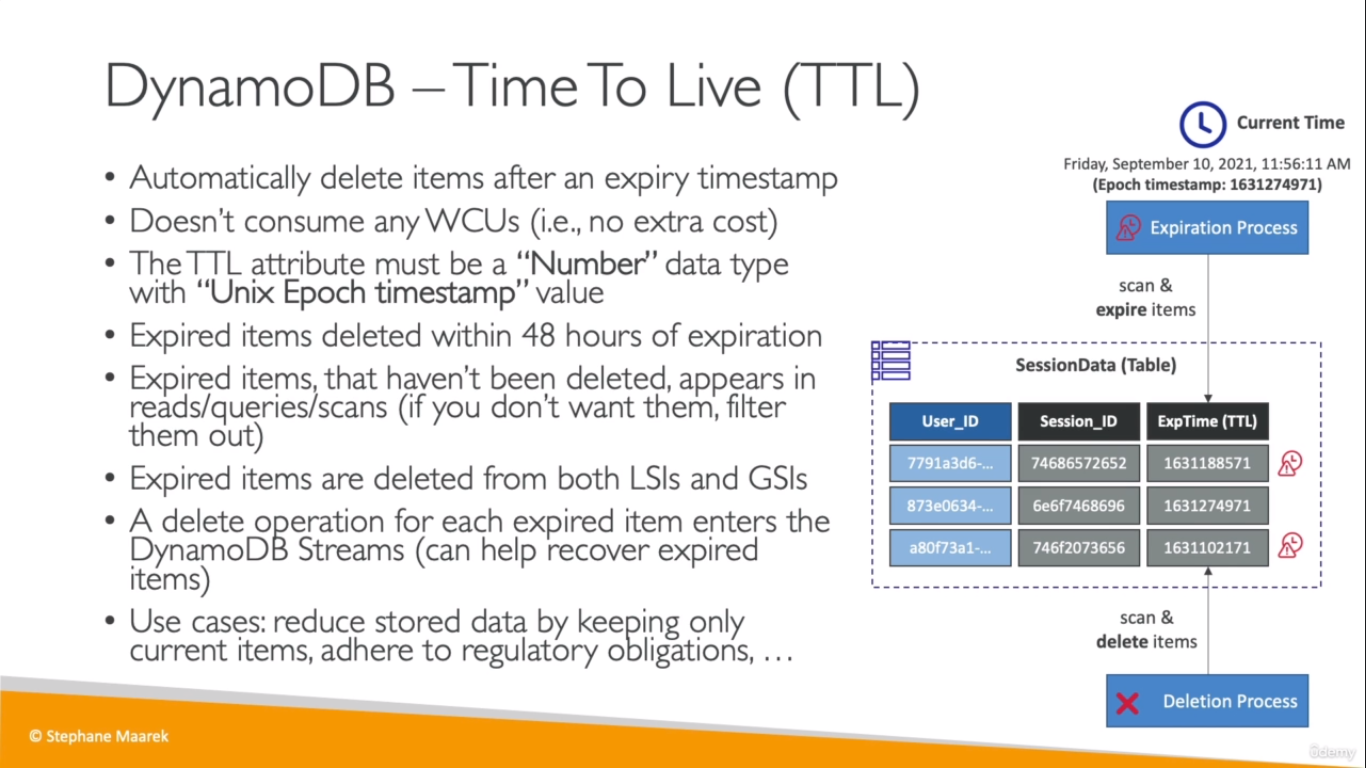 DynamoDB – Time To Live (TTL)
• Automatically delete items after an expiry timestamp
• Doesn't consume any WCUs (i.e., no extra cost)
• The TTL attribute must be a “Number” data type
with “Unix Epoch timestamp” value
• Expired items deleted within 48 hours of expiration
• Expired items, that haven't been deleted, appears in
reads/queries/scans (if you don't want them, filter
them out)
• Expired items are deleted from both LSIs and GSIs
• A delete operation for each expired item enters the
DynamoDB Streams (can help recover expired
items)
• Use cases: reduce stored data by keeping only
current items, adhere to regulatory obligations, …
Current Time
Friday, September 10, 2021, 11:56:11 AM
(Epoch timestamp: 1631274971)
Expiration Process
scan &
expire items
SessionData (Table)
User_ID Session_ID ExpTime (TTL)
7791a3d6-... 74686572652 1631188571
873e0634-... 6e6f7468696 1631274971
a80f73a1-... 746f2073656 1631102171
scan &
delete items
Deletion Process
© Stephane Maarek
ûdemy